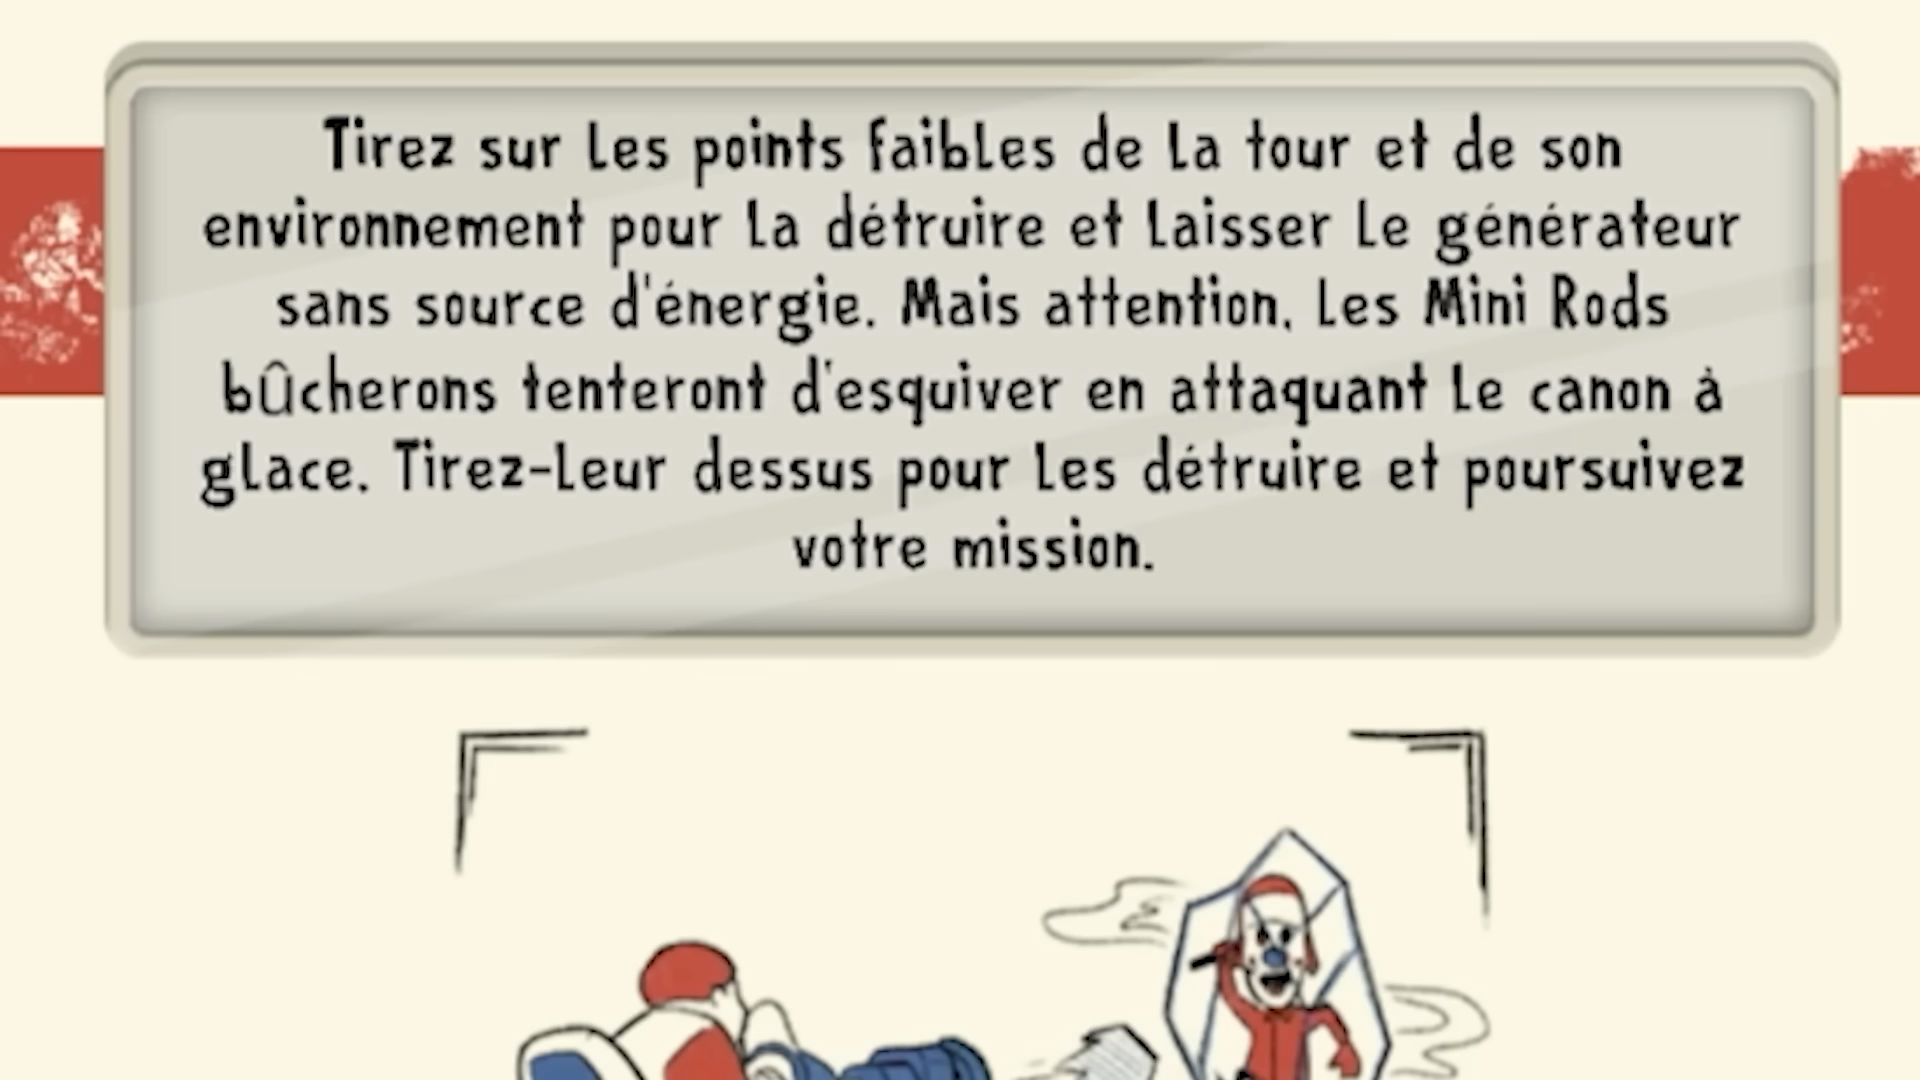 Tirez sur les points faibles de la tour et de son
environnement pour la détruire et laisser le générateur
sans source d'énergie. Mais attention, les Mini Rods
bûcherons tenteront d'esquiver en attaquant le canon à
glace. Tirez-leur dessus pour les détruire et poursuivez
votre mission.